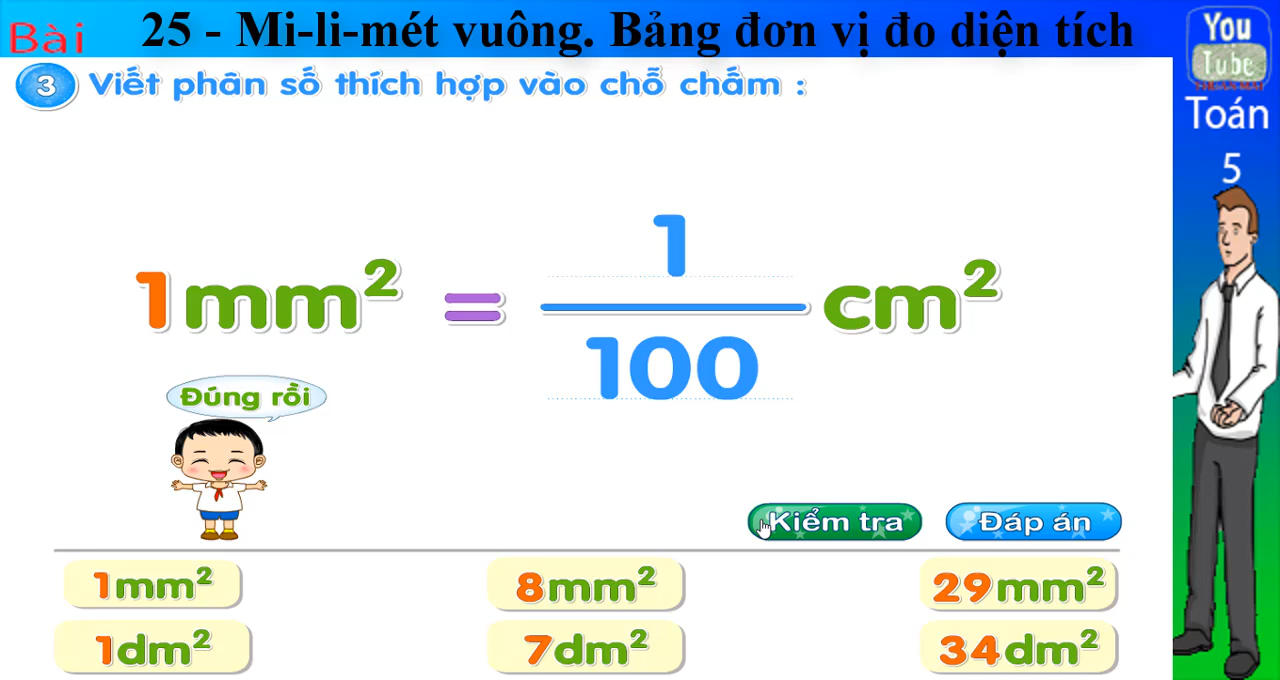 Bài 25 - Mi-li-mét vuông. Bảng đơn vị đo diện tích
You
Tube
Toán
5
3 Viết phân số thích hợp vào chỗ chấm :
1mm² = 1/100 cm²
Đúng rồi
Kiểm tra Đáp án
1mm² 8mm² 29mm²
1dm² 7dm² 34dm²